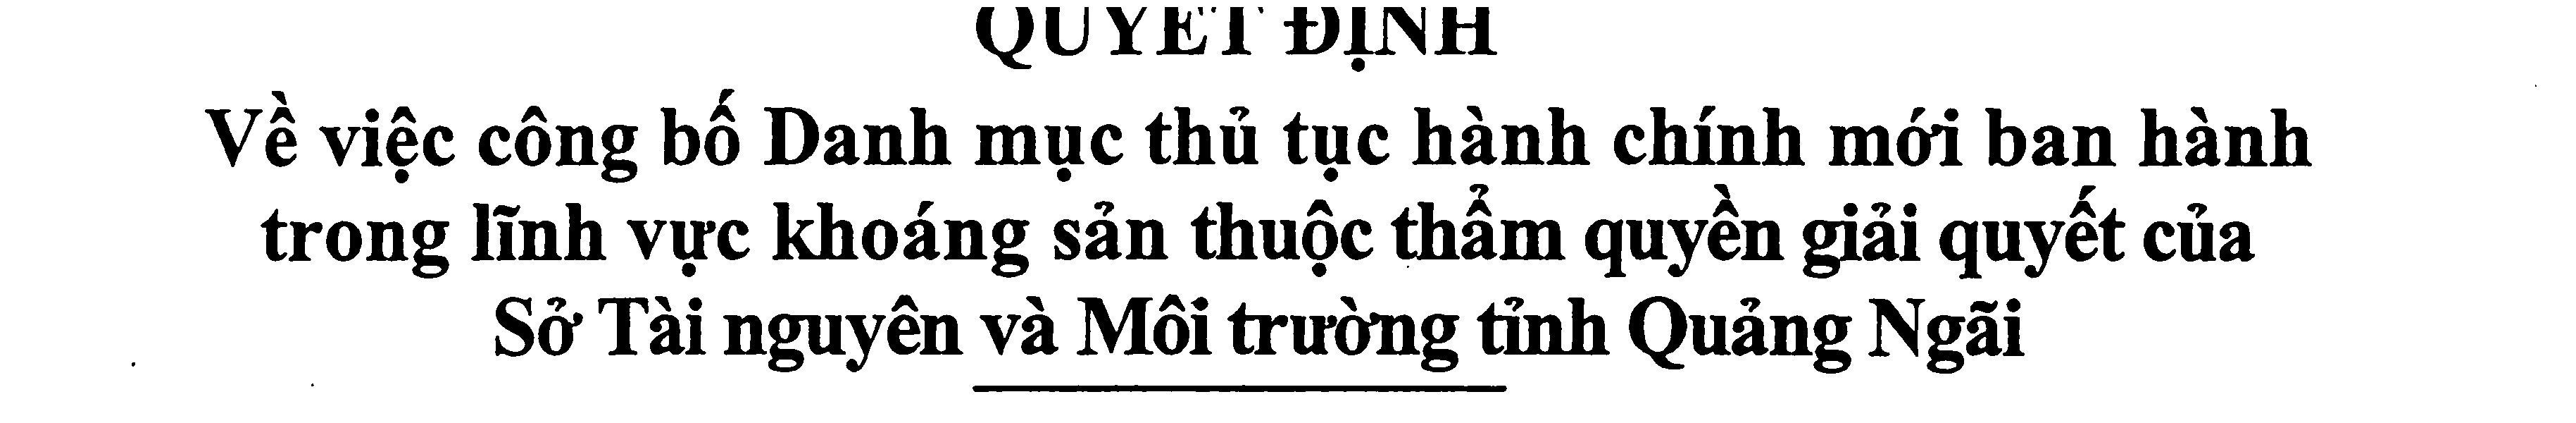 QUYẾT ĐỊNH
Về việc công bố Danh mục thủ tục hành chính mới ban hành
trong lĩnh vực khoáng sản thuộc thẩm quyền giải quyết của
Sở Tài nguyên và Môi trường tỉnh Quảng Ngãi